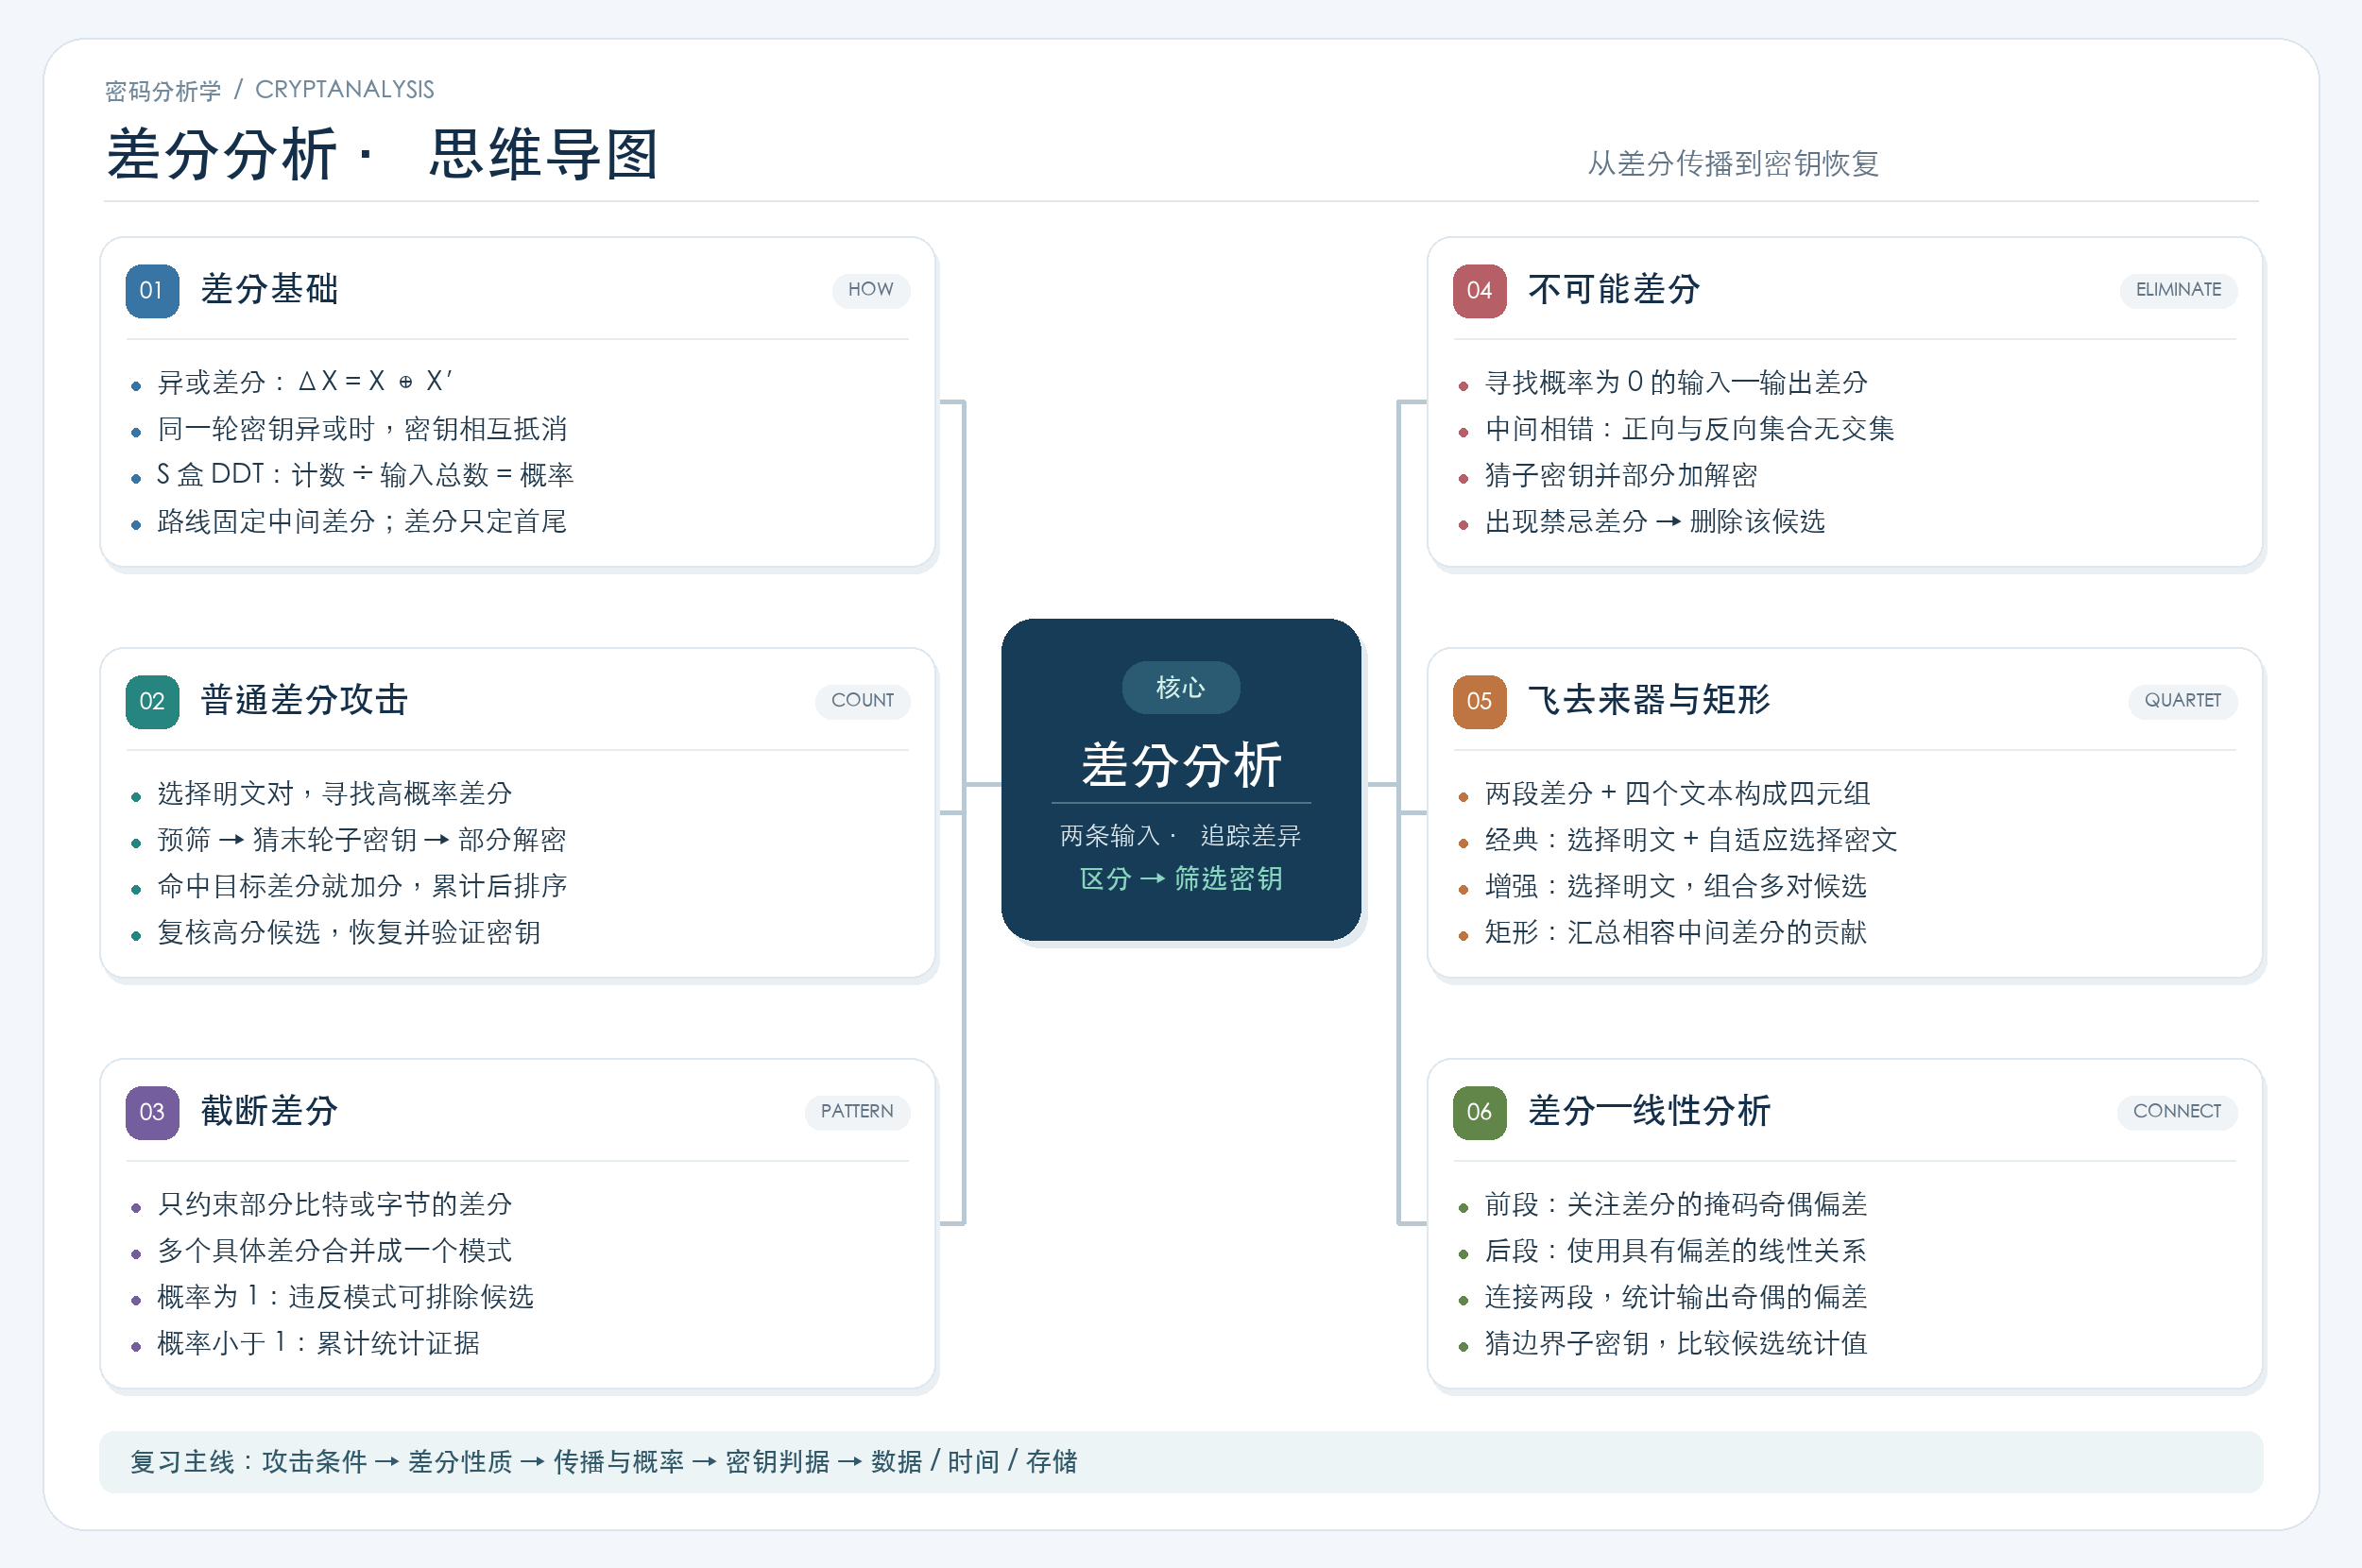 密码分析学 / CRYPTANALYSIS
差分分析 · 思维导图
从差分传播到密钥恢复
01 差分基础 HOW
异或差分：ΔX = X ⊕ X′
同一轮密钥异或时，密钥相互抵消
S 盒 DDT：计数 ÷ 输入总数 = 概率
路线固定中间差分；差分只定首尾
02 普通差分攻击 COUNT
选择明文对，寻找高概率差分
预筛 → 猜末轮子密钥 → 部分解密
命中目标差分就加分，累计后排序
复核高分候选，恢复并验证密钥
03 截断差分 PATTERN
只约束部分比特或字节的差分
多个具体差分合并成一个模式
概率为 1：违反模式可排除候选
概率小于 1：累计统计证据
核心
差分分析
两条输入 · 追踪差异
区分 → 筛选密钥
04 不可能差分 ELIMINATE
寻找概率为 0 的输入—输出差分
中间相错：正向与反向集合无交集
猜子密钥并部分加解密
出现禁忌差分 → 删除该候选
05 飞去来器与矩形 QUARTET
两段差分 + 四个文本构成四元组
经典：选择明文 + 自适应选择密文
增强：选择明文，组合多对候选
矩形：汇总相容中间差分的贡献
06 差分—线性分析 CONNECT
前段：关注差分的掩码奇偶偏差
后段：使用具有偏差的线性关系
连接两段，统计输出奇偶的偏差
猜边界子密钥，比较候选统计值
复习主线：攻击条件 → 差分性质 → 传播与概率 → 密钥判据 → 数据 / 时间 / 存储